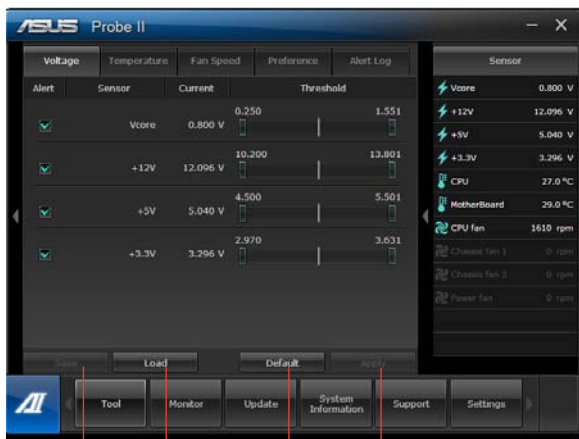 ASUS Probe II
Voltage Temperature Fan Speed Preference Alert Log
Sensor
Alert Sensor Current Threshold
Vcore 0.800 V 0.250 1.551
+12V 12.096 V 10.200 13.801
+5V 5.040 V 4.500 5.501
+3.3V 3.296 V 2.970 3.631
Vcore 0.800 V
+12V 12.096 V
+5V 5.040 V
+3.3V 3.296 V
CPU 27.0 °C
MotherBoard 29.0 °C
CPU fan 1610 rpm
Chassis fan 1 0 rpm
Chassis fan 2 0 rpm
Power fan 0 rpm
Save Load Default Apply
AI Tool Monitor Update System Information Support Settings